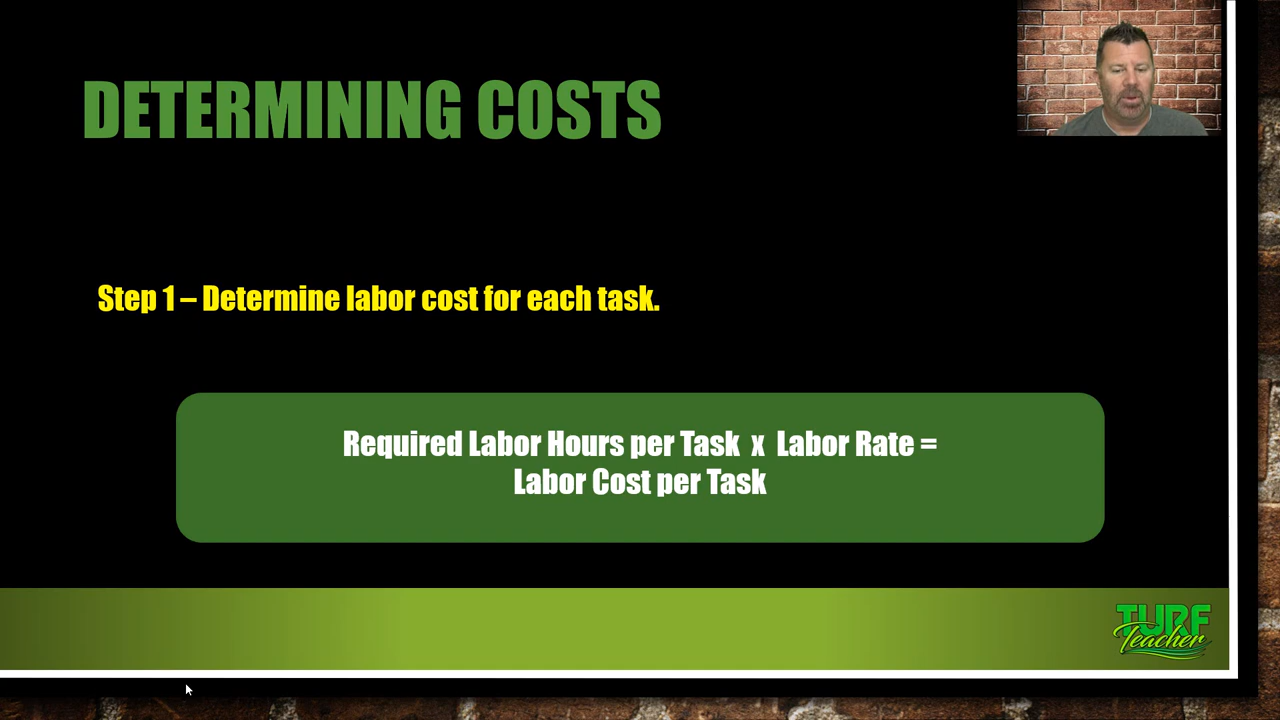 DETERMINING COSTS
Step 1 – Determine labor cost for each task.
Required Labor Hours per Task x Labor Rate =
Labor Cost per Task
TURF
Teacher